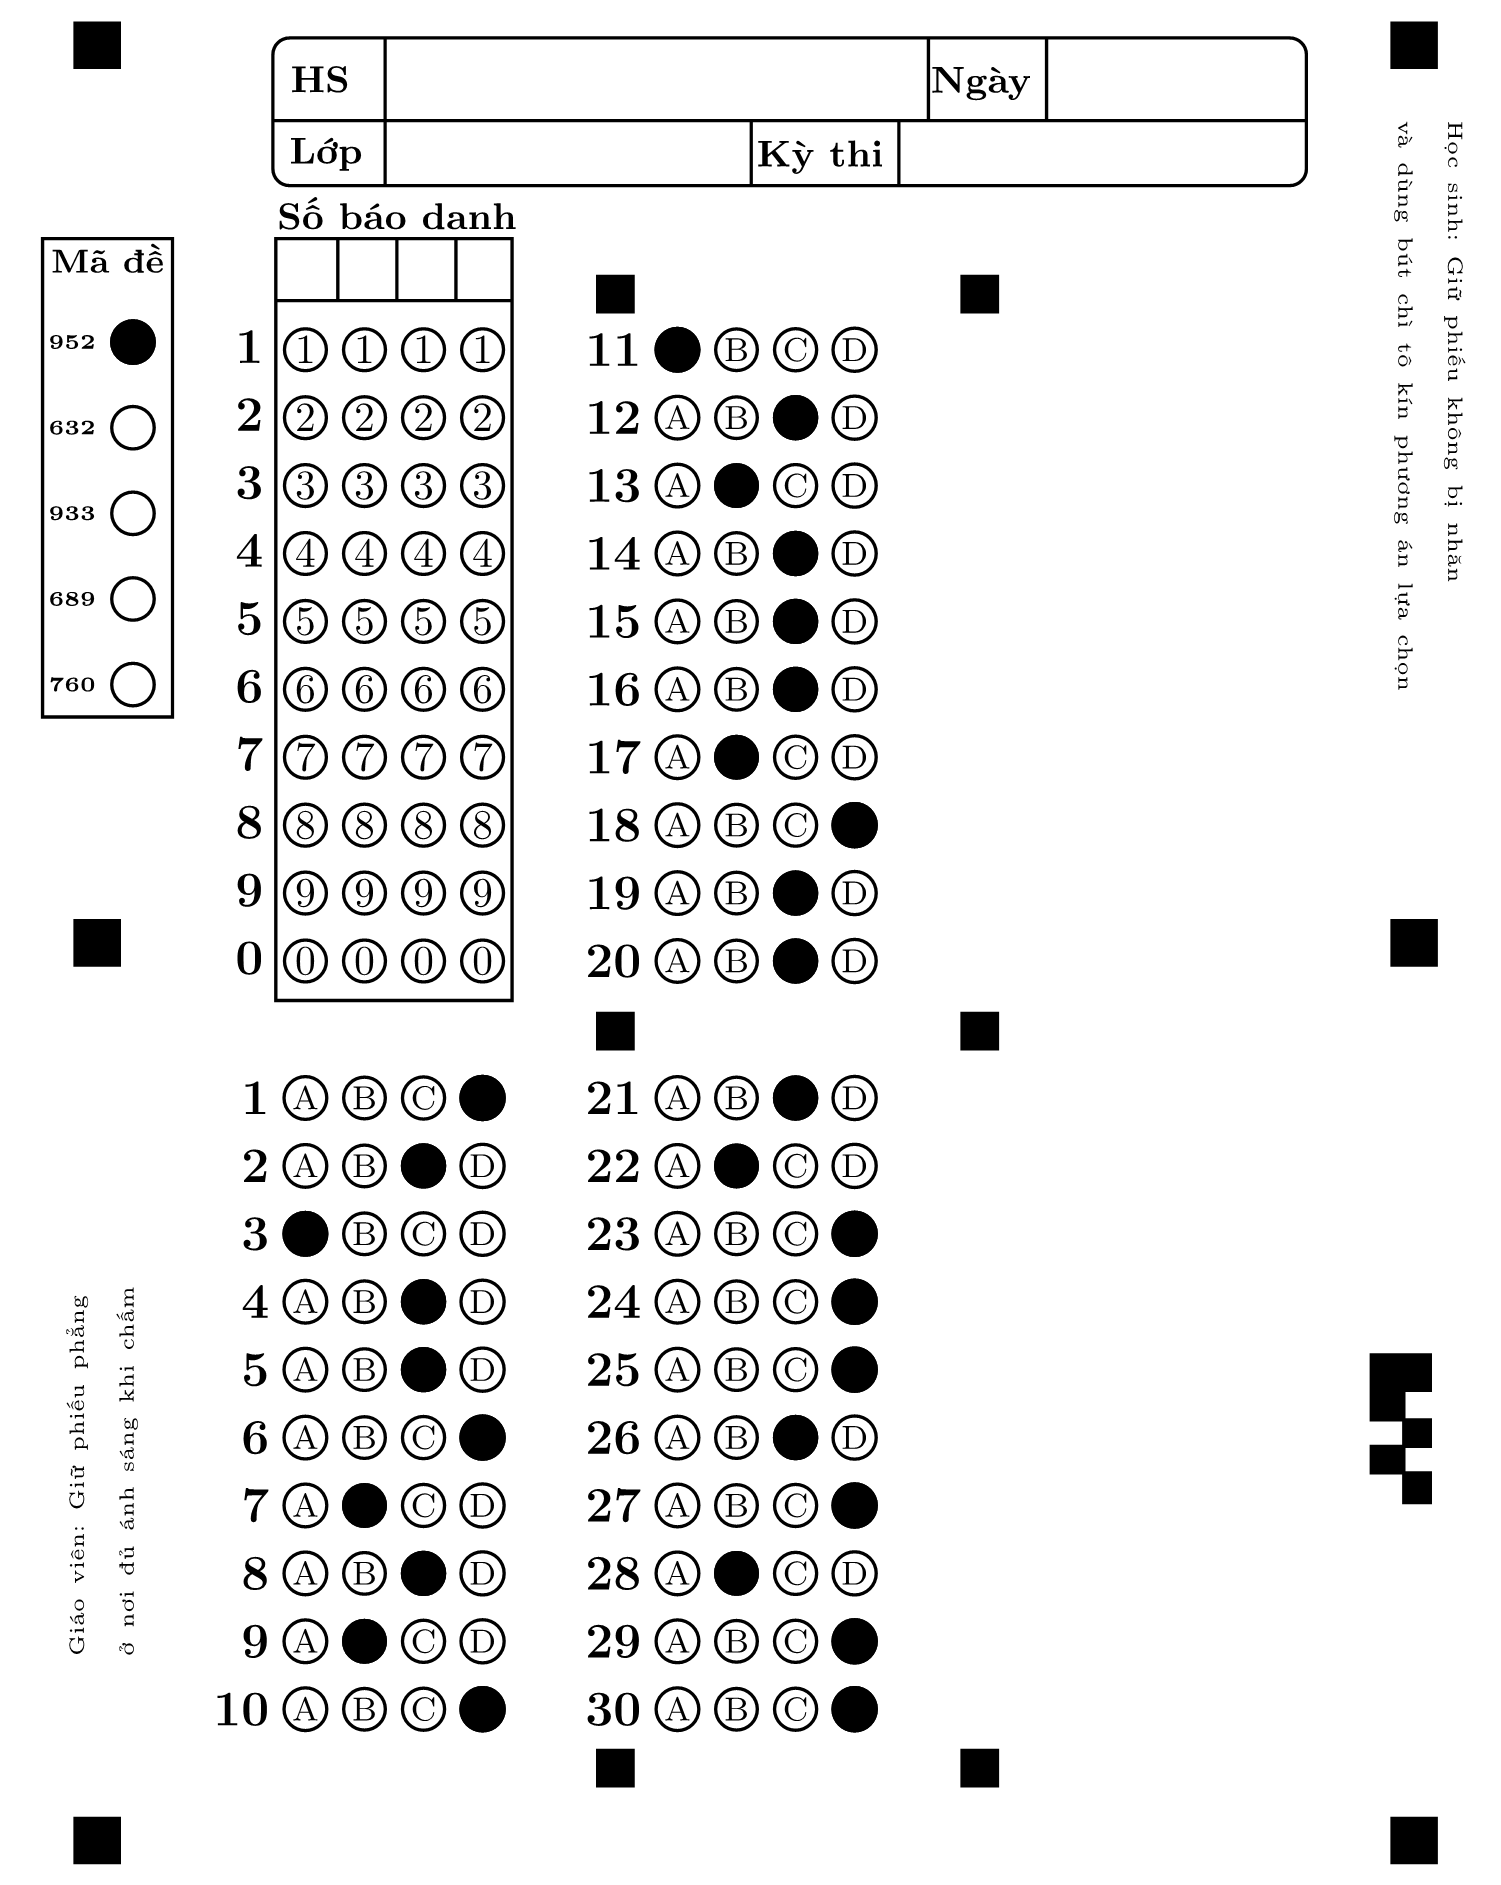 HS
Ngày
Lớp
Kỳ thi
Số báo danh
Mã đề
952
632
933
689
760
1 1 1 1 1
2 2 2 2 2
3 3 3 3 3
4 4 4 4 4
5 5 5 5 5
6 6 6 6 6
7 7 7 7 7
8 8 8 8 8
9 9 9 9 9
0 0 0 0 0
11 B C D
12 A B D
13 A C D
14 A B D
15 A B D
16 A B D
17 A C D
18 A B C
19 A B D
20 A B D
1 A B C
2 A B D
3 B C D
4 A B D
5 A B D
6 A B C
7 A C D
8 A B D
9 A C D
10 A B C
21 A B D
22 A C D
23 A B C
24 A B C
25 A B C
26 A B D
27 A B C
28 A C D
29 A B C
30 A B C
Học sinh: Giữ phiếu không bị nhăn
và dùng bút chì tô kín phương án lựa chọn
Giáo viên: Giữ phiếu phẳng
ở nơi đủ ánh sáng khi chấm